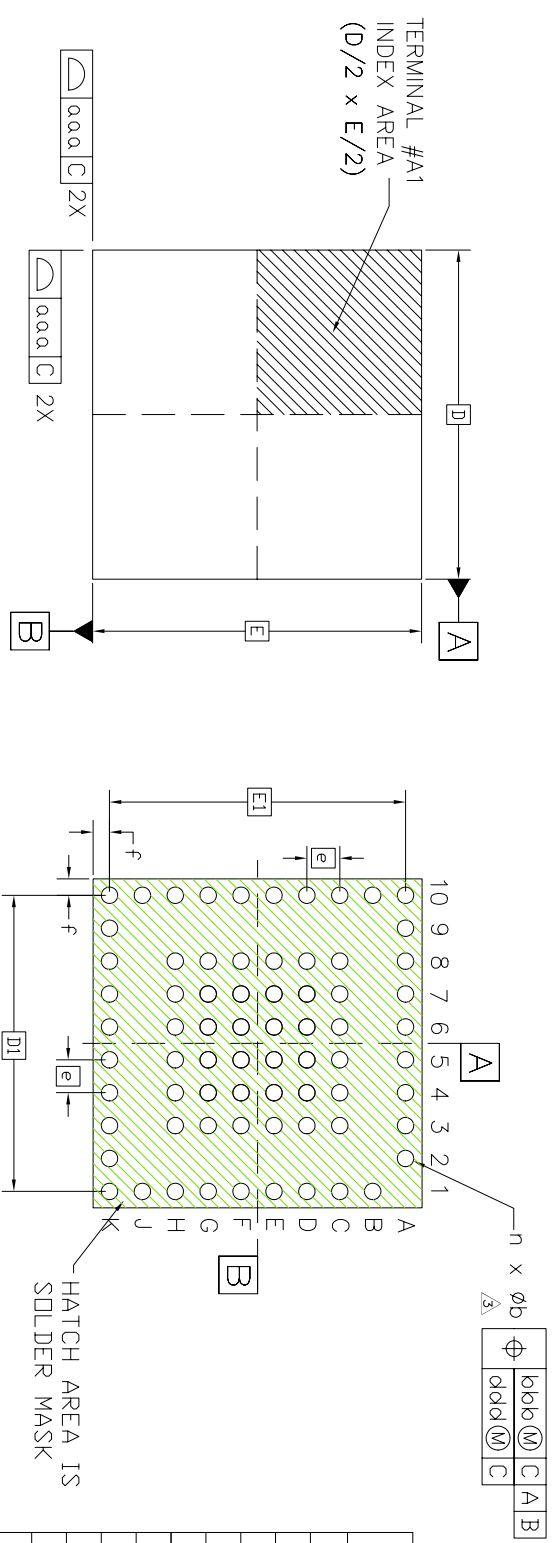 TERMINAL #A1
INDEX AREA
(D/2 x E/2)
aaa C 2X
aaa C 2X
D
A
E
B
E1
e
f
f
D1
e
10 9 8 7 6 5 4 3 2 1
A
A
B
C
D
E
F
G
H
J
K
B
n x øb
3
bbb Ⓜ C A B
ddd Ⓜ C
HATCH AREA IS
SOLDER MASK